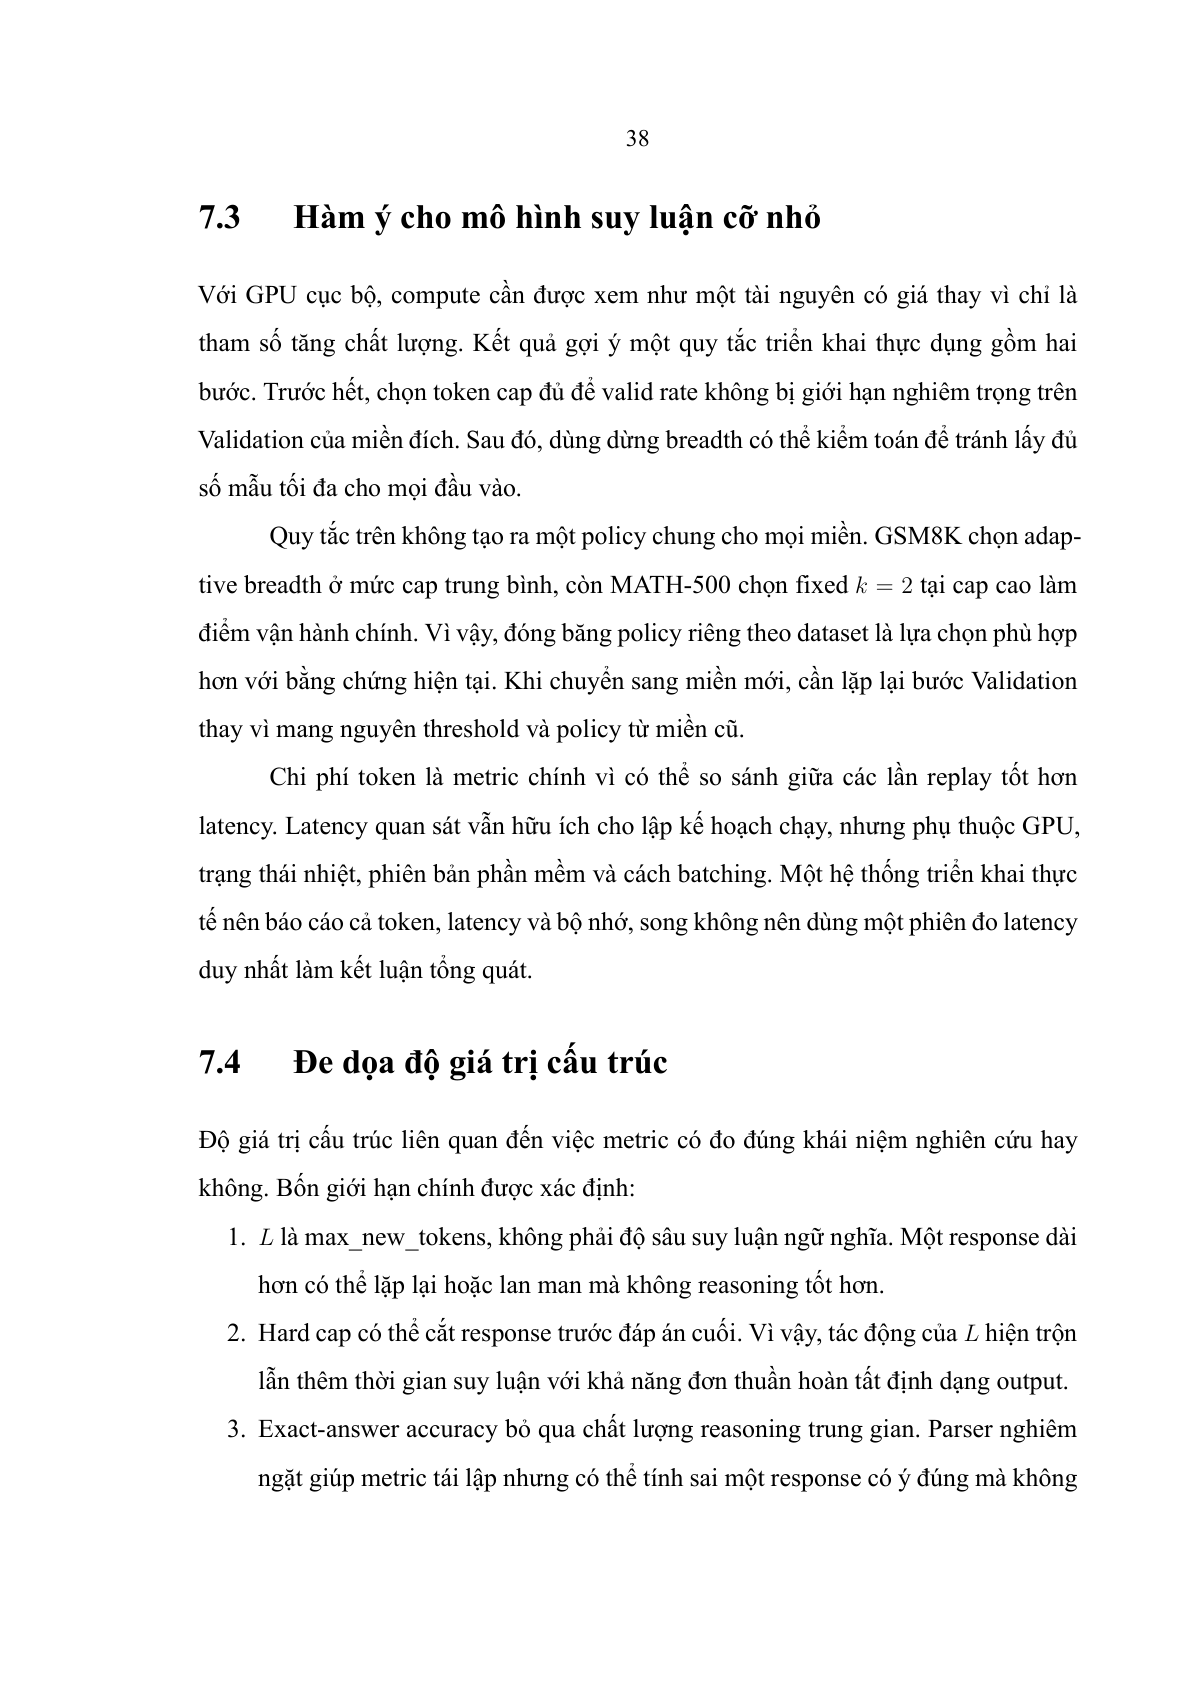 38
7.3 Hàm ý cho mô hình suy luận cỡ nhỏ
Với GPU cục bộ, compute cần được xem như một tài nguyên có giá thay vì chỉ là
tham số tăng chất lượng. Kết quả gợi ý một quy tắc triển khai thực dụng gồm hai
bước. Trước hết, chọn token cap đủ để valid rate không bị giới hạn nghiêm trọng trên
Validation của miền đích. Sau đó, dùng dừng breadth có thể kiểm toán để tránh lấy đủ
số mẫu tối đa cho mọi đầu vào.
Quy tắc trên không tạo ra một policy chung cho mọi miền. GSM8K chọn adap-
tive breadth ở mức cap trung bình, còn MATH-500 chọn fixed k = 2 tại cap cao làm
điểm vận hành chính. Vì vậy, đóng băng policy riêng theo dataset là lựa chọn phù hợp
hơn với bằng chứng hiện tại. Khi chuyển sang miền mới, cần lặp lại bước Validation
thay vì mang nguyên threshold và policy từ miền cũ.
Chi phí token là metric chính vì có thể so sánh giữa các lần replay tốt hơn
latency. Latency quan sát vẫn hữu ích cho lập kế hoạch chạy, nhưng phụ thuộc GPU,
trạng thái nhiệt, phiên bản phần mềm và cách batching. Một hệ thống triển khai thực
tế nên báo cáo cả token, latency và bộ nhớ, song không nên dùng một phiên đo latency
duy nhất làm kết luận tổng quát.
7.4 Đe dọa độ giá trị cấu trúc
Độ giá trị cấu trúc liên quan đến việc metric có đo đúng khái niệm nghiên cứu hay
không. Bốn giới hạn chính được xác định:
1. L là max_new_tokens, không phải độ sâu suy luận ngữ nghĩa. Một response dài
hơn có thể lặp lại hoặc lan man mà không reasoning tốt hơn.
2. Hard cap có thể cắt response trước đáp án cuối. Vì vậy, tác động của L hiện trộn
lẫn thêm thời gian suy luận với khả năng đơn thuần hoàn tất định dạng output.
3. Exact-answer accuracy bỏ qua chất lượng reasoning trung gian. Parser nghiêm
ngặt giúp metric tái lập nhưng có thể tính sai một response có ý đúng mà không